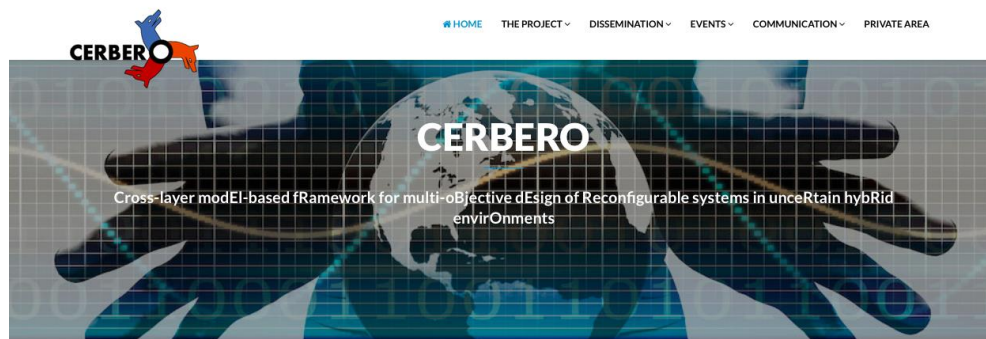 CERBERO
HOME THE PROJECT DISSEMINATION EVENTS COMMUNICATION PRIVATE AREA
CERBERO
Cross-layer modEl-based fRamework for multi-oBjective dEsign of Reconfigurable systems in unceRtain hybRid
envirOnments